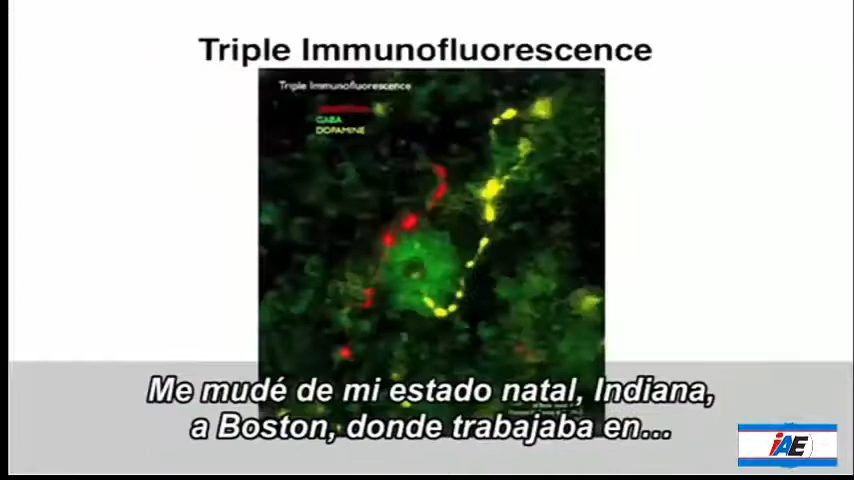 Triple Immunofluorescence
Triple Immunofluorescence
GABA
DOPAMINE
Me mudé de mi estado natal, Indiana,
a Boston, donde trabajaba en...
iAE